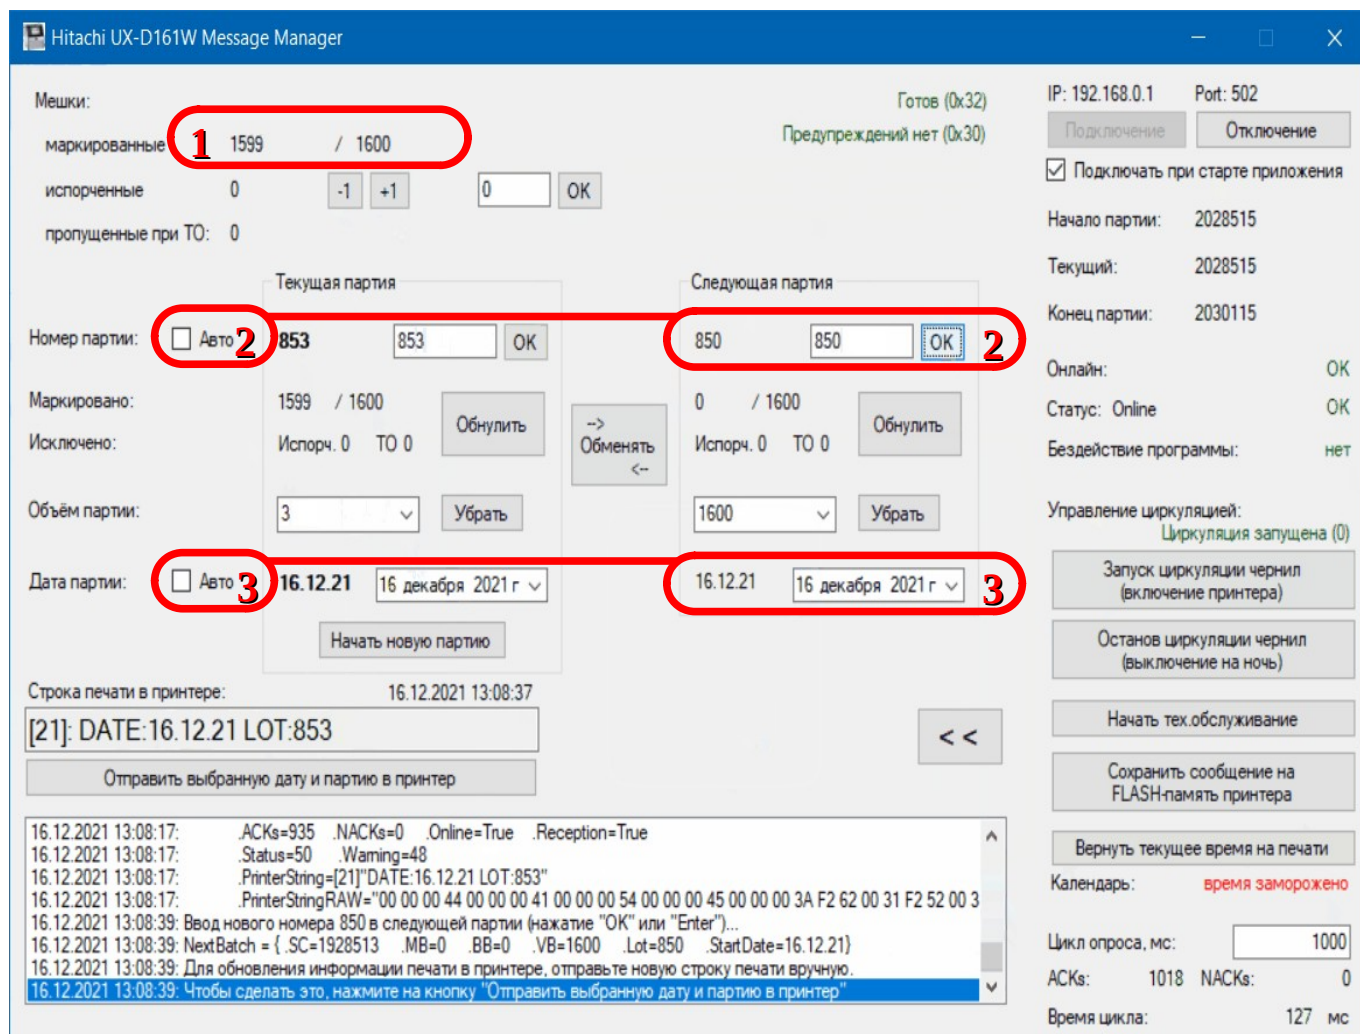 Hitachi UX-D161W Message Manager
Мешки:
маркированные 1 1599 / 1600
испорченные 0 -1 +1 0 OK
пропущенные при ТО: 0
Готов (0x32)
Предупреждений нет (0x30)
Текущая партия
Следующая партия
Номер партии: Авто 2 853 853 OK 850 850 OK 2
Маркировано: 1599 / 1600 Обнулить 0 / 1600 Обнулить
--> Обменять <--
Исключено: Испорч. 0 ТО 0 Испорч. 0 ТО 0
Объём партии: 3 Убрать 1600 Убрать
Дата партии: Авто 3 16.12.21 16 декабря 2021 г 16.12.21 16 декабря 2021 г 3
Начать новую партию
Строка печати в принтере: 16.12.2021 13:08:37
[21]: DATE:16.12.21 LOT:853
< <
Отправить выбранную дату и партию в принтер
16.12.2021 13:08:17: .ACKs=935 .NACKs=0 .Online=True .Reception=True
16.12.2021 13:08:17: .Status=50 .Warning=48
16.12.2021 13:08:17: .PrinterString=[21]"DATE:16.12.21 LOT:853"
16.12.2021 13:08:17: .PrinterStringRAW="00 00 00 44 00 00 00 41 00 00 00 54 00 00 00 45 00 00 00 3A F2 62 00 31 F2 52 00 3
16.12.2021 13:08:39: Ввод нового номера 850 в следующей партии (нажатие "OK" или "Enter")...
16.12.2021 13:08:39: NextBatch = { .SC=1928513 .MB=0 .BB=0 .VB=1600 .Lot=850 .StartDate=16.12.21}
16.12.2021 13:08:39: Для обновления информации печати в принтере, отправьте новую строку печати вручную.
16.12.2021 13:08:39: Чтобы сделать это, нажмите на кнопку "Отправить выбранную дату и партию в принтер"
IP: 192.168.0.1 Port: 502
Подключение Отключение
Подключать при старте приложения
Начало партии: 2028515
Текущий: 2028515
Конец партии: 2030115
Онлайн: OK
Статус: Online OK
Бездействие программы: нет
Управление циркуляцией:
Циркуляция запущена (0)
Запуск циркуляции чернил
(включение принтера)
Останов циркуляции чернил
(выключение на ночь)
Начать тех.обслуживание
Сохранить сообщение на
FLASH-память принтера
Вернуть текущее время на печати
Календарь: время заморожено
Цикл опроса, мс: 1000
ACKs: 1018 NACKs: 0
Время цикла: 127 мс